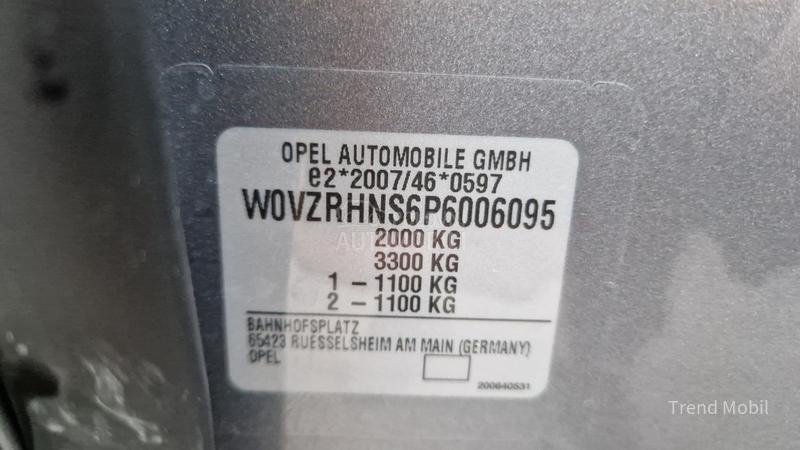 OPEL AUTOMOBILE GMBH
e2*2007/46*0597
W0VZRHNS6P6006095
2000 KG
3300 KG
1 - 1100 KG
2 - 1100 KG
BAHNHOFSPLATZ
65423 RUESSELSHEIM AM MAIN (GERMANY)
OPEL
200640531
Trend Mobil